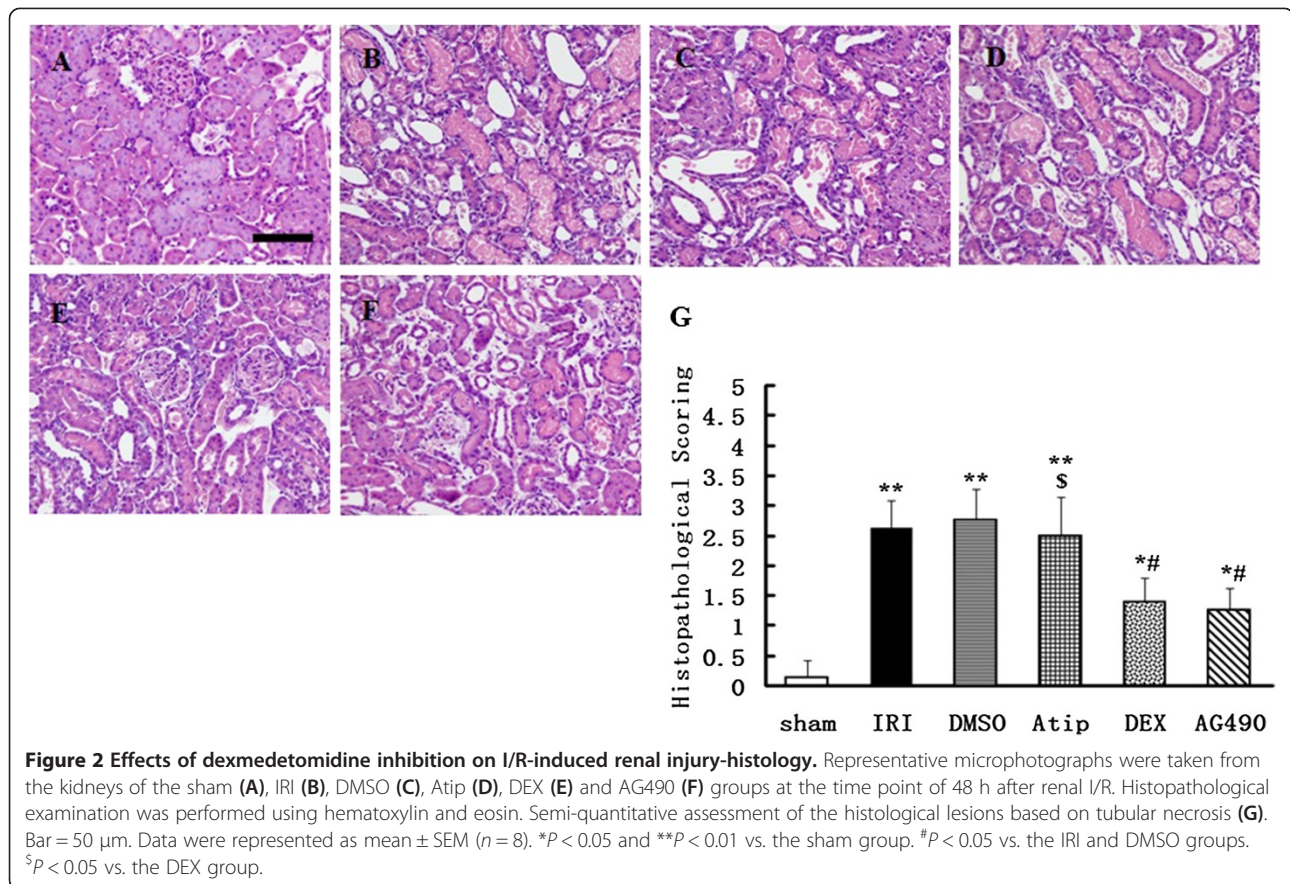 A
B
C
D
E
F
G
Histopathological Scoring
5
4.5
4
3.5
3
2.5
2
1.5
1
0.5
0
**
**
**
$
*#
*#
sham IRI DMSO Atip DEX AG490
Figure 2 Effects of dexmedetomidine inhibition on I/R-induced renal injury-histology. Representative microphotographs were taken from
the kidneys of the sham (A), IRI (B), DMSO (C), Atip (D), DEX (E) and AG490 (F) groups at the time point of 48 h after renal I/R. Histopathological
examination was performed using hematoxylin and eosin. Semi-quantitative assessment of the histological lesions based on tubular necrosis (G).
Bar = 50 μm. Data were represented as mean ± SEM (n = 8). *P < 0.05 and **P < 0.01 vs. the sham group. #P < 0.05 vs. the IRI and DMSO groups.
$P < 0.05 vs. the DEX group.